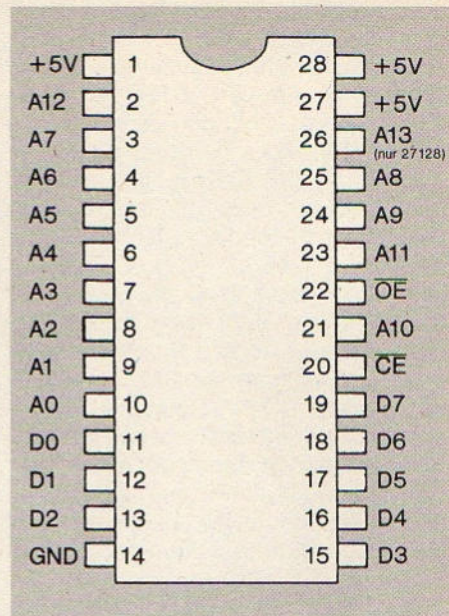 +5V 1 28 +5V
A12 2 27 +5V
A7 3 26 A13
(nur 27128)
A6 4 25 A8
A5 5 24 A9
A4 6 23 A11
A3 7 22 O̅E̅
A2 8 21 A10
A1 9 20 C̅E̅
A0 10 19 D7
D0 11 18 D6
D1 12 17 D5
D2 13 16 D4
GND 14 15 D3